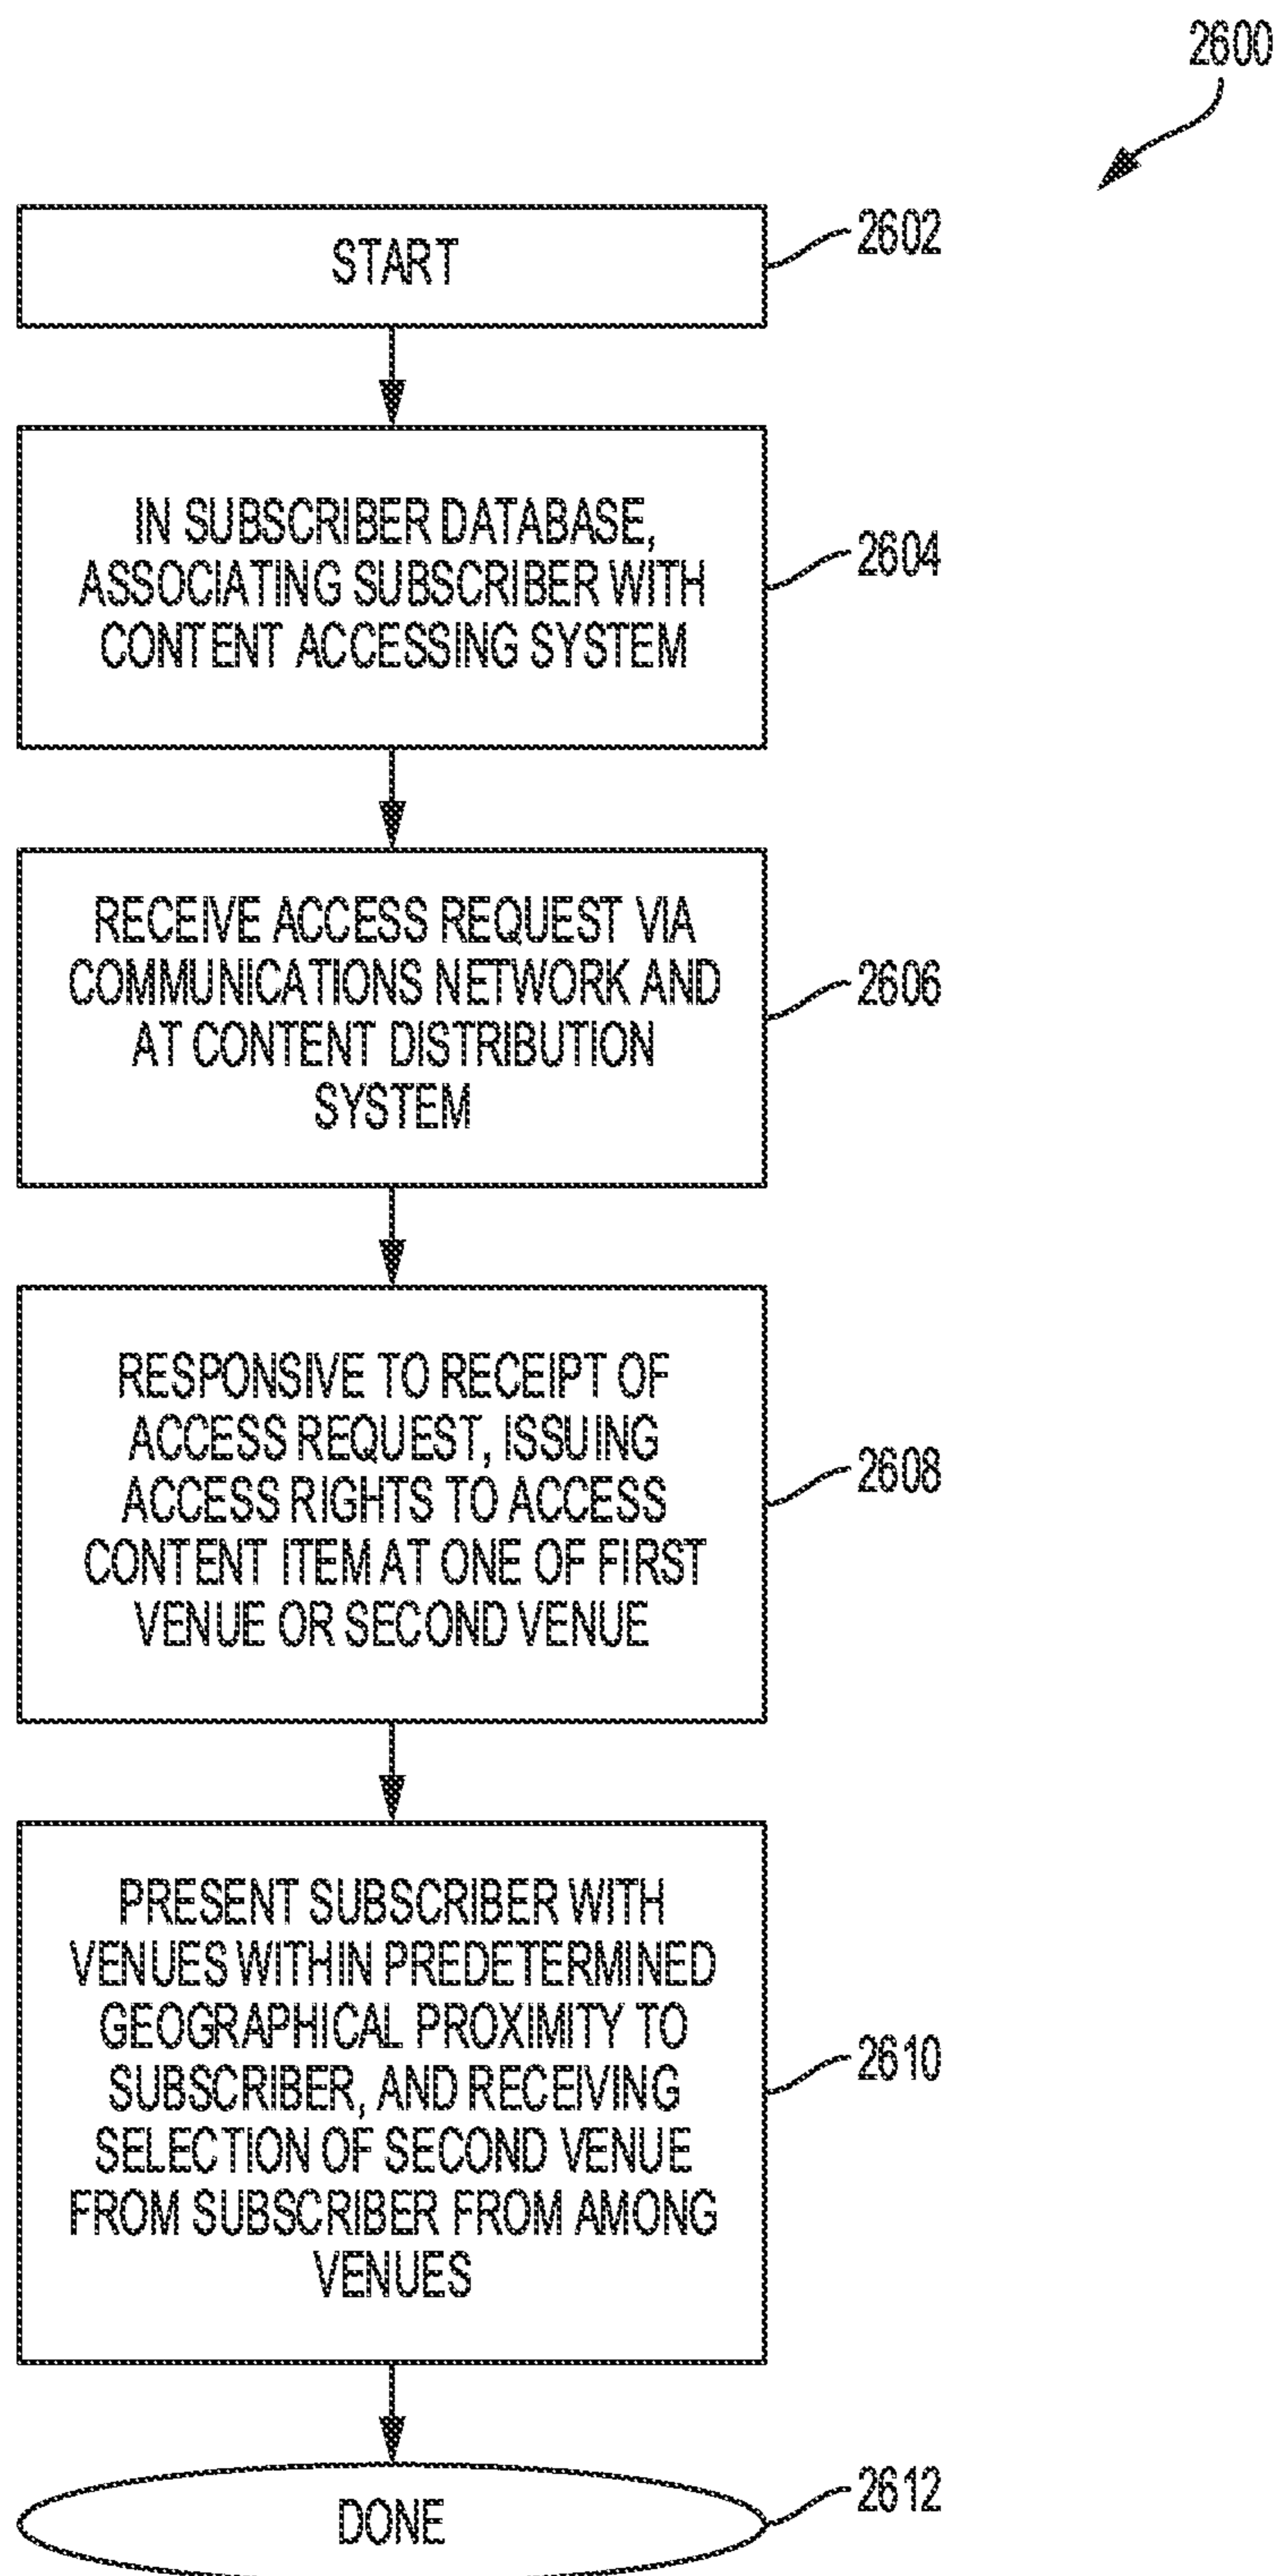 2600
START
2602
IN SUBSCRIBER DATABASE,
ASSOCIATING SUBSCRIBER WITH
CONTENT ACCESSING SYSTEM
2604
RECEIVE ACCESS REQUEST VIA
COMMUNICATIONS NETWORK AND
AT CONTENT DISTRIBUTION
SYSTEM
2606
RESPONSIVE TO RECEIPT OF
ACCESS REQUEST, ISSUING
ACCESS RIGHTS TO ACCESS
CONTENT ITEM AT ONE OF FIRST
VENUE OR SECOND VENUE
2608
PRESENT SUBSCRIBER WITH
VENUES WITHIN PREDETERMINED
GEOGRAPHICAL PROXIMITY TO
SUBSCRIBER, AND RECEIVING
SELECTION OF SECOND VENUE
FROM SUBSCRIBER FROM AMONG
VENUES
2610
DONE
2612